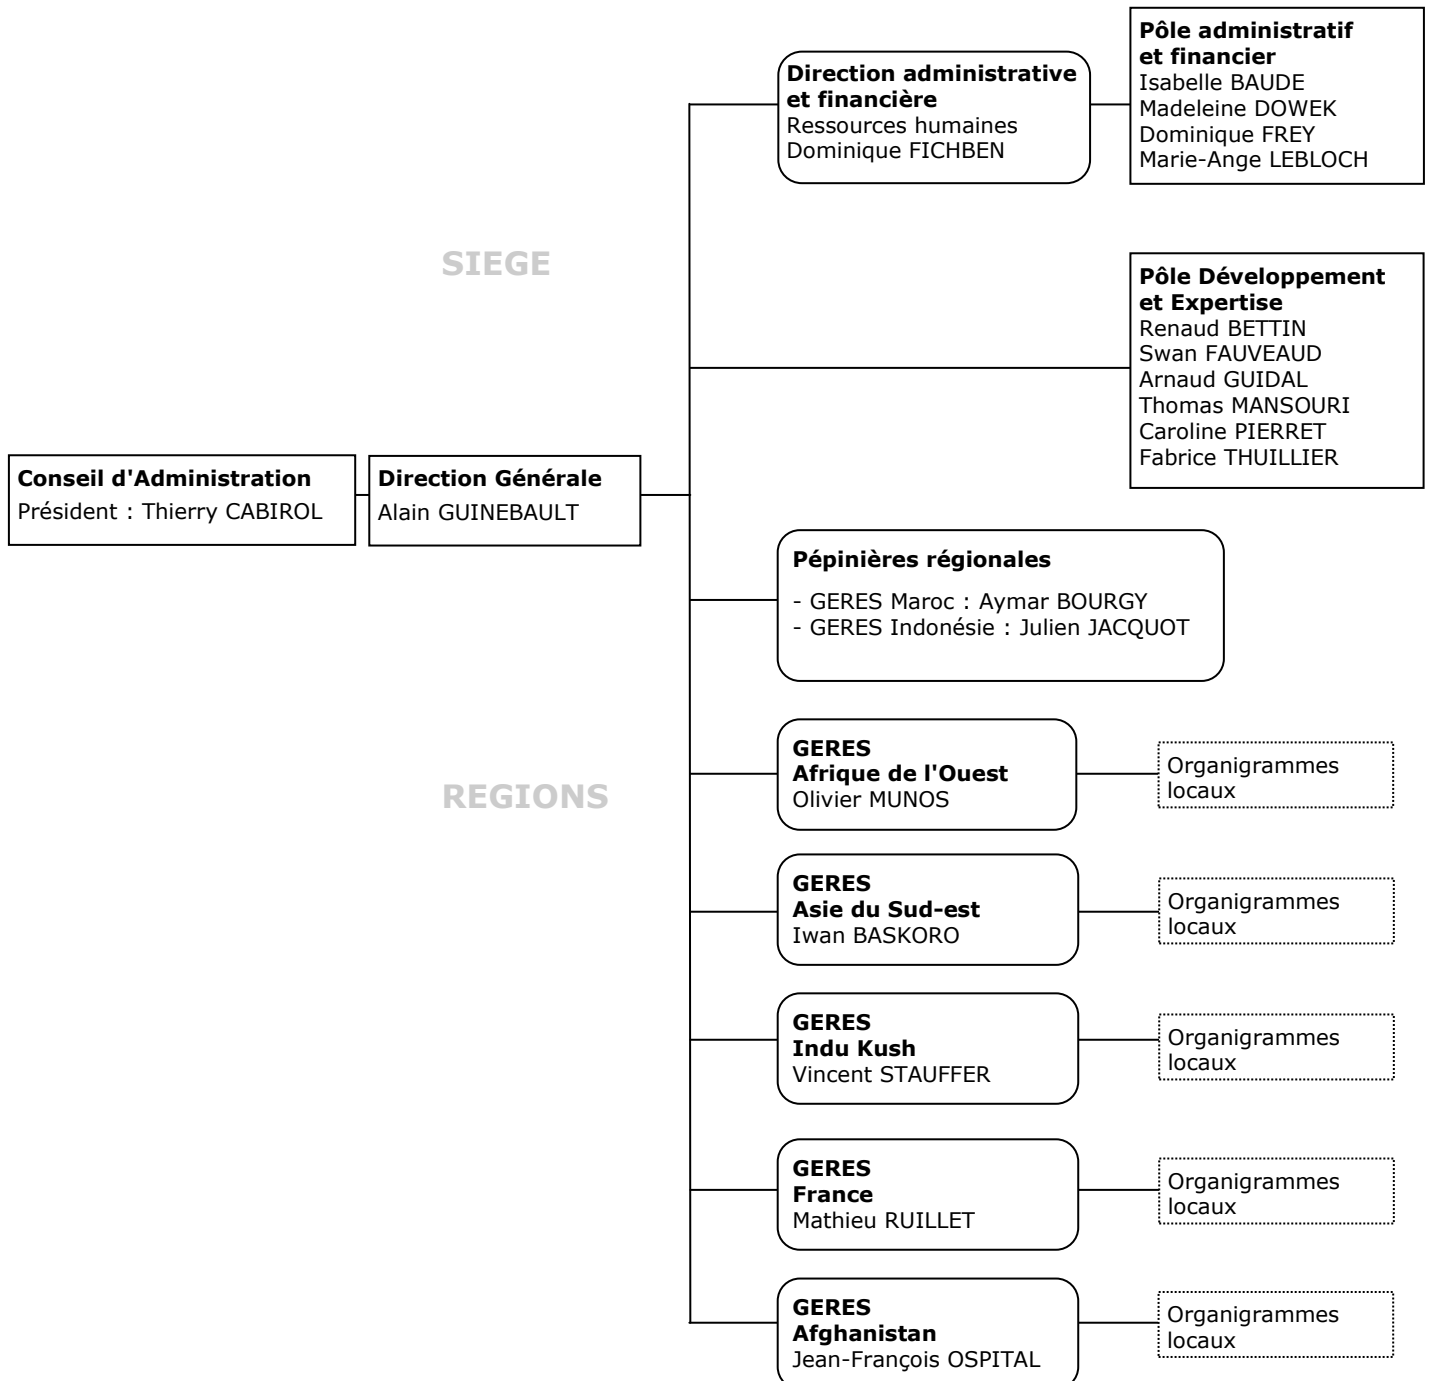 Direction administrative
et financière
Ressources humaines
Dominique FICHBEN
Pôle administratif
et financier
Isabelle BAUDE
Madeleine DOWEK
Dominique FREY
Marie-Ange LEBLOCH
SIEGE
Pôle Développement
et Expertise
Renaud BETTIN
Swan FAUVEAUD
Arnaud GUIDAL
Thomas MANSOURI
Caroline PIERRET
Fabrice THUILLIER
Conseil d'Administration
Président : Thierry CABIROL
Direction Générale
Alain GUINEBAULT
Pépinières régionales
- GERES Maroc : Aymar BOURGY
- GERES Indonésie : Julien JACQUOT
REGIONS
GERES
Afrique de l'Ouest
Olivier MUNOS
Organigrammes
locaux
GERES
Asie du Sud-est
Iwan BASKORO
Organigrammes
locaux
GERES
Indu Kush
Vincent STAUFFER
Organigrammes
locaux
GERES
France
Mathieu RUILLET
Organigrammes
locaux
GERES
Afghanistan
Jean-François OSPITAL
Organigrammes
locaux